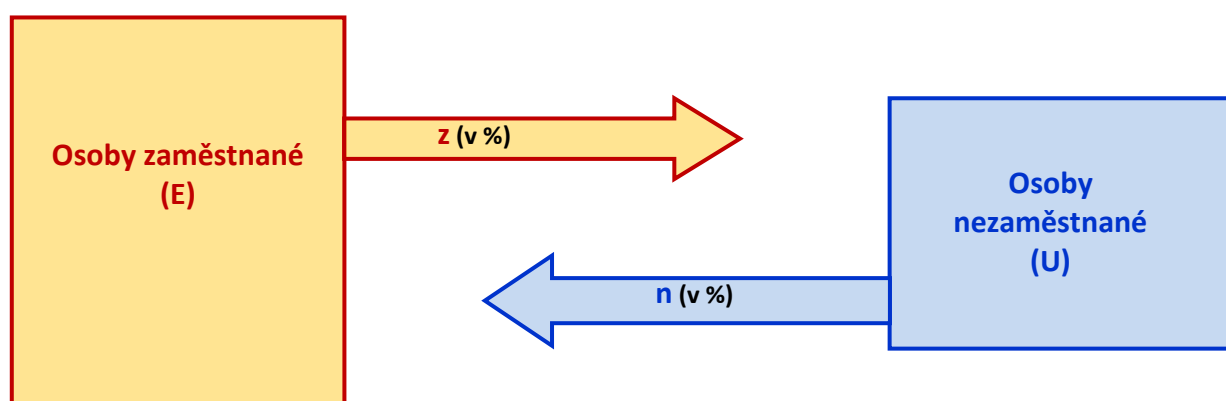 Osoby zaměstnané
(E)
z (v %)
Osoby
nezaměstnané
(U)
n (v %)